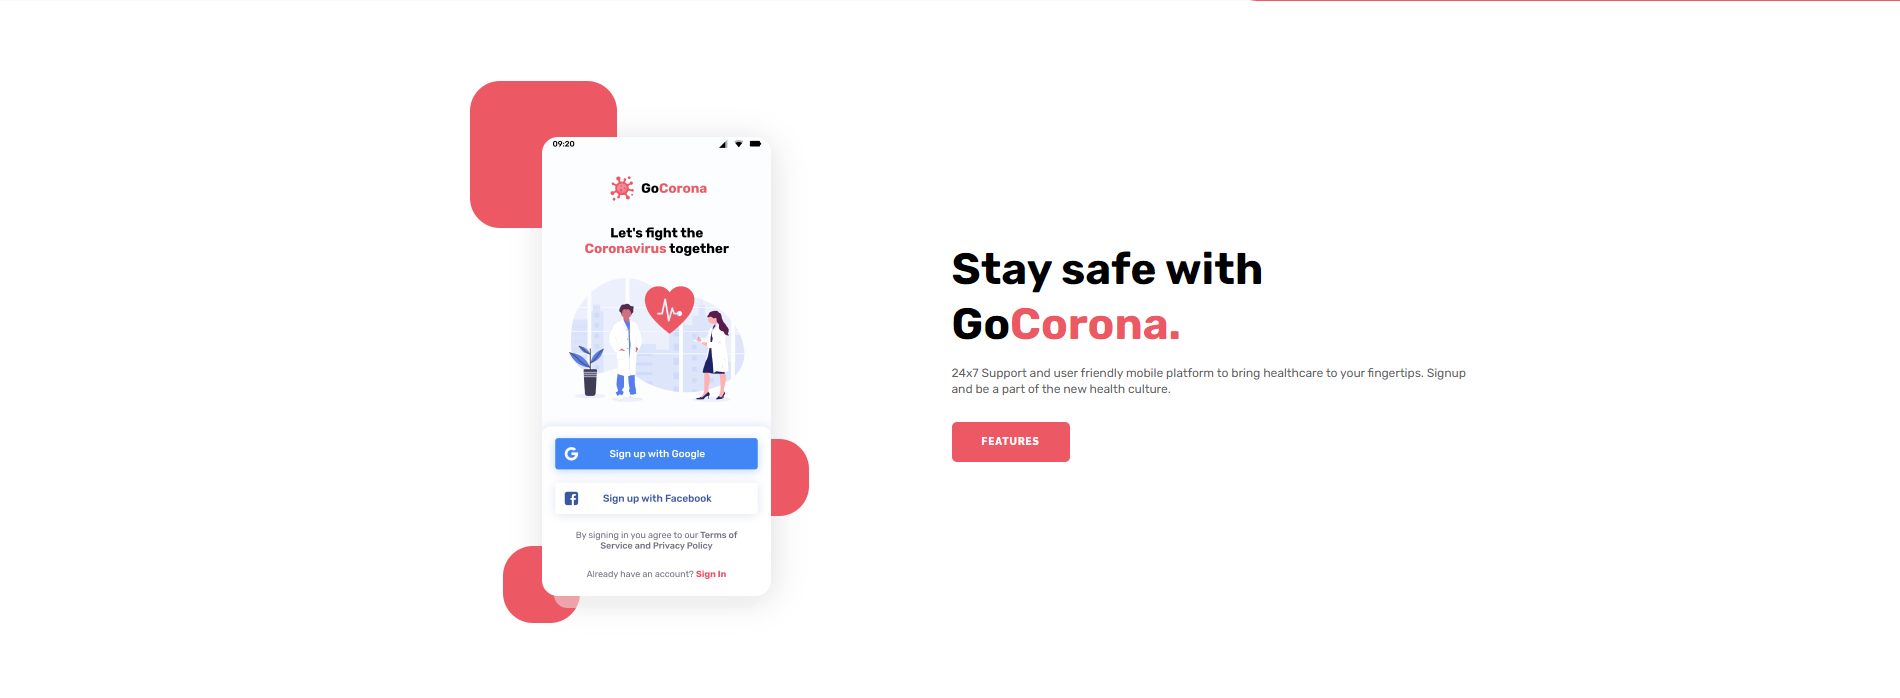 09:20
GoCorona
Let's fight the
Coronavirus together
Sign up with Google
Sign up with Facebook
By signing in you agree to our Terms of
Service and Privacy Policy
Already have an account? Sign In
Stay safe with
GoCorona.
24x7 Support and user friendly mobile platform to bring healthcare to your fingertips. Signup
and be a part of the new health culture.
FEATURES